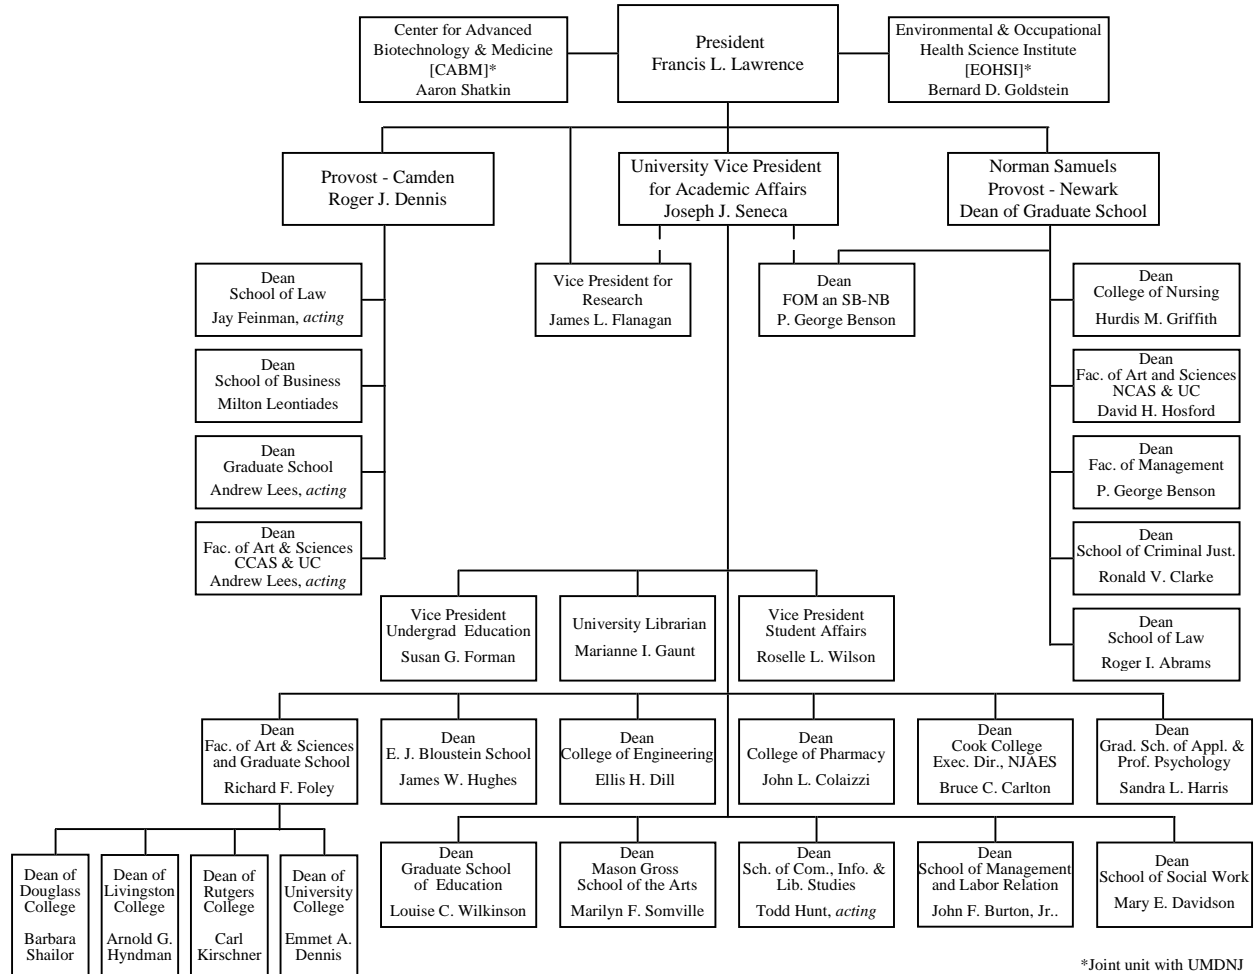 Center for Advanced
Biotechnology & Medicine
[CABM]*
Aaron Shatkin
President
Francis L. Lawrence
Environmental & Occupational
Health Science Institute
[EOHSI]*
Bernard D. Goldstein
Provost - Camden
Roger J. Dennis
University Vice President
for Academic Affairs
Joseph J. Seneca
Norman Samuels
Provost - Newark
Dean of Graduate School
Dean
School of Law
Jay Feinman, acting
Vice President for
Research
James L. Flanagan
Dean
FOM an SB-NB
P. George Benson
Dean
College of Nursing
Hurdis M. Griffith
Dean
School of Business
Milton Leontiades
Dean
Fac. of Art and Sciences
NCAS & UC
David H. Hosford
Dean
Graduate School
Andrew Lees, acting
Dean
Fac. of Management
P. George Benson
Dean
Fac. of Art & Sciences
CCAS & UC
Andrew Lees, acting
Dean
School of Criminal Just.
Ronald V. Clarke
Vice President
Undergrad Education
Susan G. Forman
University Librarian
Marianne I. Gaunt
Vice President
Student Affairs
Roselle L. Wilson
Dean
School of Law
Roger I. Abrams
Dean
Fac. of Art & Sciences
and Graduate School
Richard F. Foley
Dean
E. J. Bloustein School
James W. Hughes
Dean
College of Engineering
Ellis H. Dill
Dean
College of Pharmacy
John L. Colaizzi
Dean
Cook College
Exec. Dir., NJAES
Bruce C. Carlton
Dean
Grad. Sch. of Appl. &
Prof. Psychology
Sandra L. Harris
Dean of
Douglass
College
Barbara
Shailor
Dean of
Livingston
College
Arnold G.
Hyndman
Dean of
Rutgers
College
Carl
Kirschner
Dean of
University
College
Emmet A.
Dennis
Dean
Graduate School
of Education
Louise C. Wilkinson
Dean
Mason Gross
School of the Arts
Marilyn F. Somville
Dean
Sch. of Com., Info. &
Lib. Studies
Todd Hunt, acting
Dean
School of Management
and Labor Relation
John F. Burton, Jr..
Dean
School of Social Work
Mary E. Davidson
*Joint unit with UMDNJ